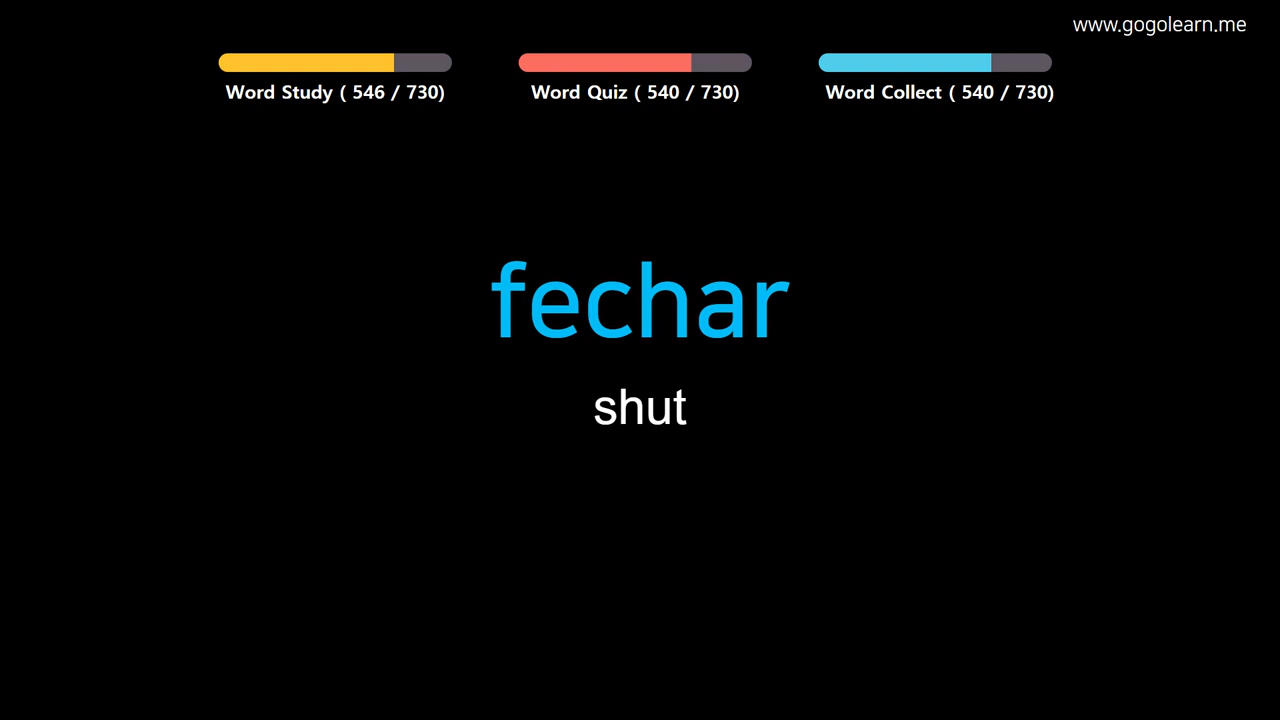 www.gogolearn.me
Word Study ( 546 / 730)
Word Quiz ( 540 / 730)
Word Collect ( 540 / 730)
fechar
shut